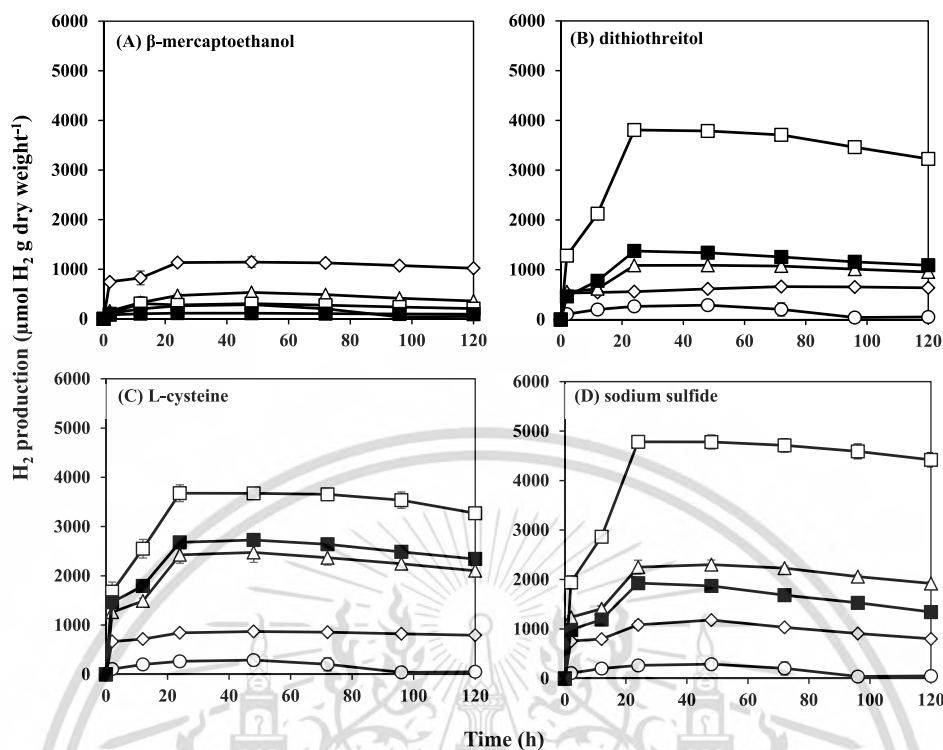 H₂ production (μmol H₂ g dry weight⁻¹)
(A) β-mercaptoethanol
6000
5000
4000
3000
2000
1000
0
0 20 40 60 80 100 120
(B) dithiothreitol
6000
5000
4000
3000
2000
1000
0
0 20 40 60 80 100 120
(C) L-cysteine
6000
5000
4000
3000
2000
1000
0
0 20 40 60 80 100 120
(D) sodium sulfide
6000
5000
4000
3000
2000
1000
0
0 20 40 60 80 100 120
Time (h)